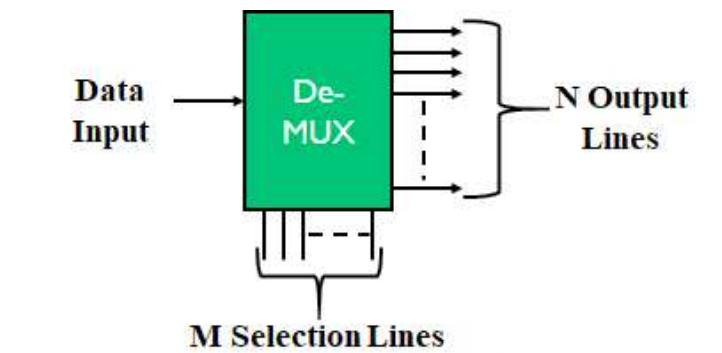 Data
Input
De-
MUX
N Output
Lines
M Selection Lines